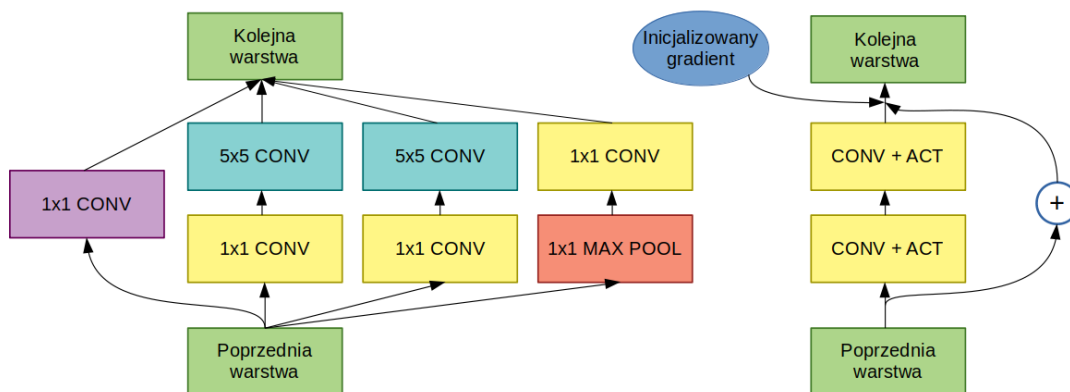 Kolejna
warstwa
5x5 CONV
5x5 CONV
1x1 CONV
1x1 CONV
1x1 CONV
1x1 CONV
1x1 MAX POOL
Poprzednia
warstwa
Inicjalizowany
gradient
Kolejna
warstwa
CONV + ACT
+
CONV + ACT
Poprzednia
warstwa